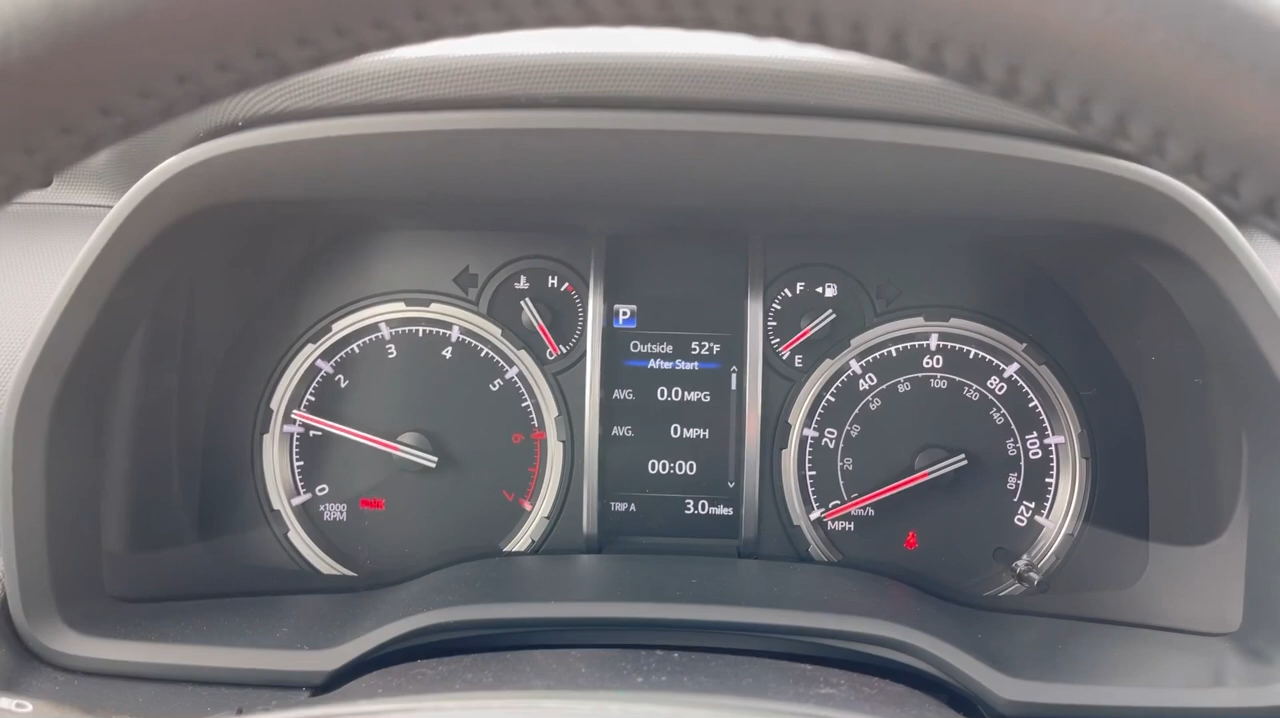 0
1
2
3
4
5
6
7
x1000
RPM
H
C
P
Outside 52°F
After Start
AVG. 0.0 MPG
AVG. 0 MPH
00:00
TRIP A 3.0 miles
F
E
0
20
40
60
80
100
120
MPH
20
40
60
80
100
120
140
160
180
km/h